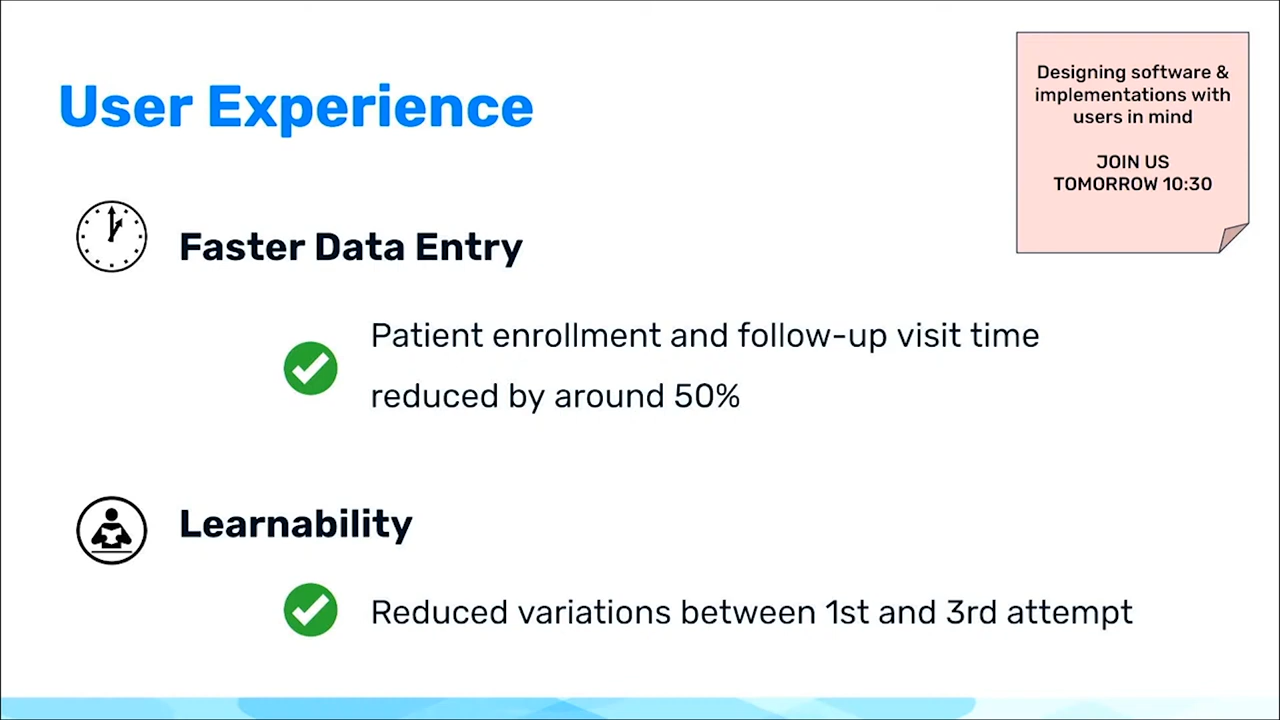 User Experience
Designing software &
implementations with
users in mind
JOIN US
TOMORROW 10:30
Faster Data Entry
Patient enrollment and follow-up visit time
reduced by around 50%
Learnability
Reduced variations between 1st and 3rd attempt